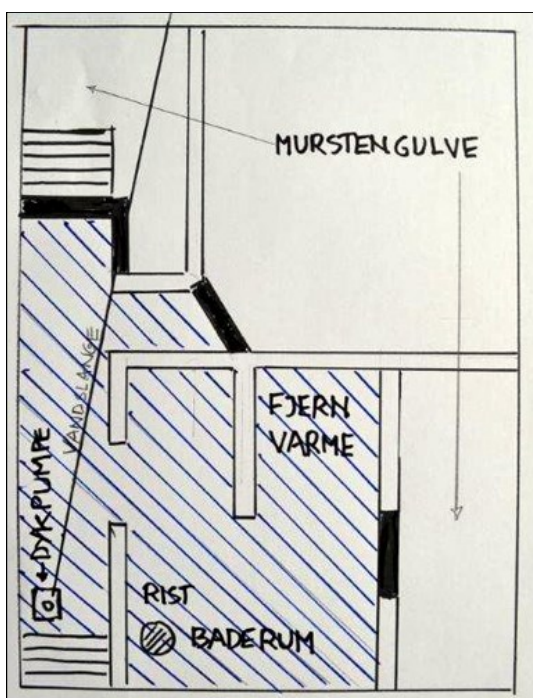 MURSTENGULVE
VANDSLANGE
FJERN
VARME
←DYKPUMPE
RIST
BADERUM